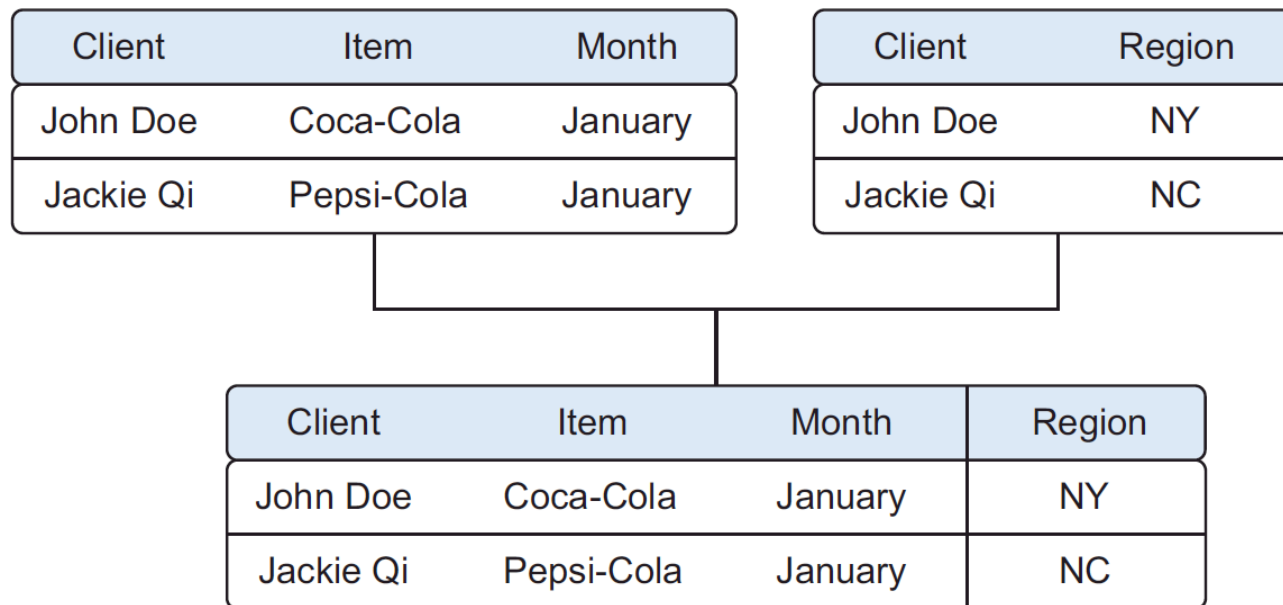 Client Item Month
John Doe Coca-Cola January
Jackie Qi Pepsi-Cola January
Client Region
John Doe NY
Jackie Qi NC
Client Item Month Region
John Doe Coca-Cola January NY
Jackie Qi Pepsi-Cola January NC